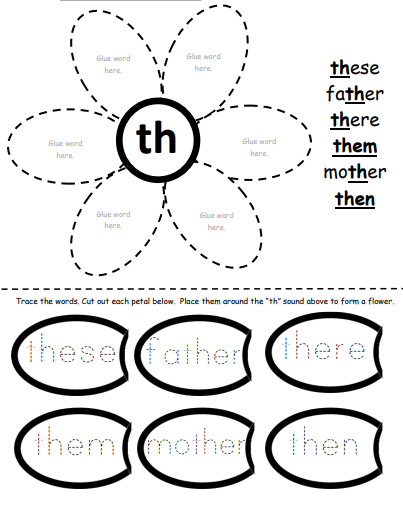 Glue word
here.
Glue word
here.
Glue word
here.
th
Glue word
here.
Glue word
here.
Glue word
here.
these
father
there
them
mother
then
Trace the words. Cut out each petal below. Place them around the "th" sound above to form a flower.
these
father
there
them
mother
then